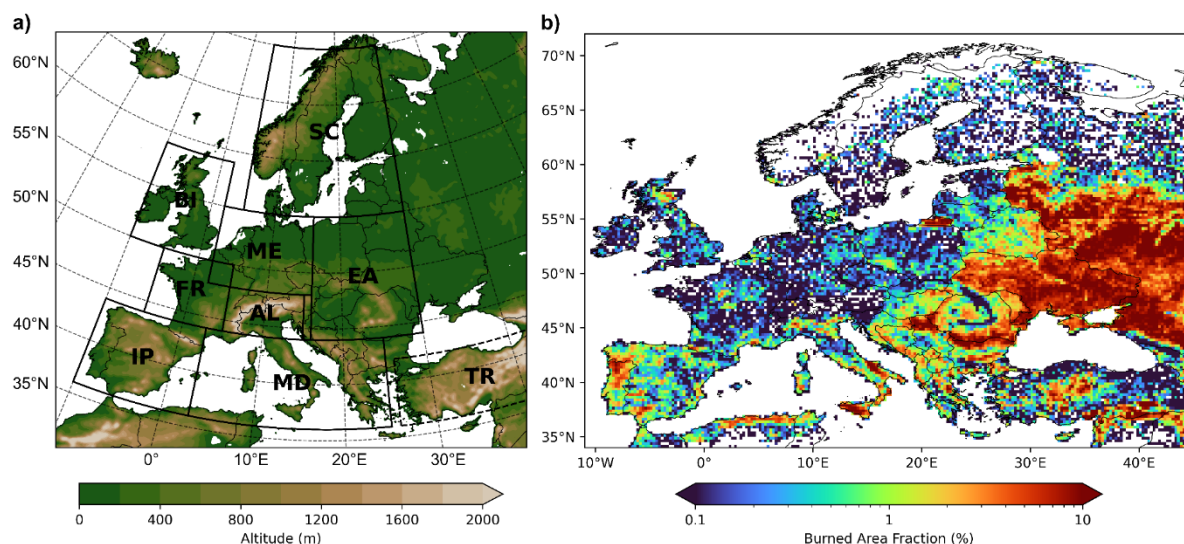 a)
60°N
55°N
50°N
45°N
40°N
35°N
SC
BI
ME
EA
FR
AL
IP
MD
TR
0° 10°E 20°E 30°E
0 400 800 1200 1600 2000
Altitude (m)
b)
70°N
65°N
60°N
55°N
50°N
45°N
40°N
35°N
10°W 0° 10°E 20°E 30°E 40°E
0.1 1 10
Burned Area Fraction (%)